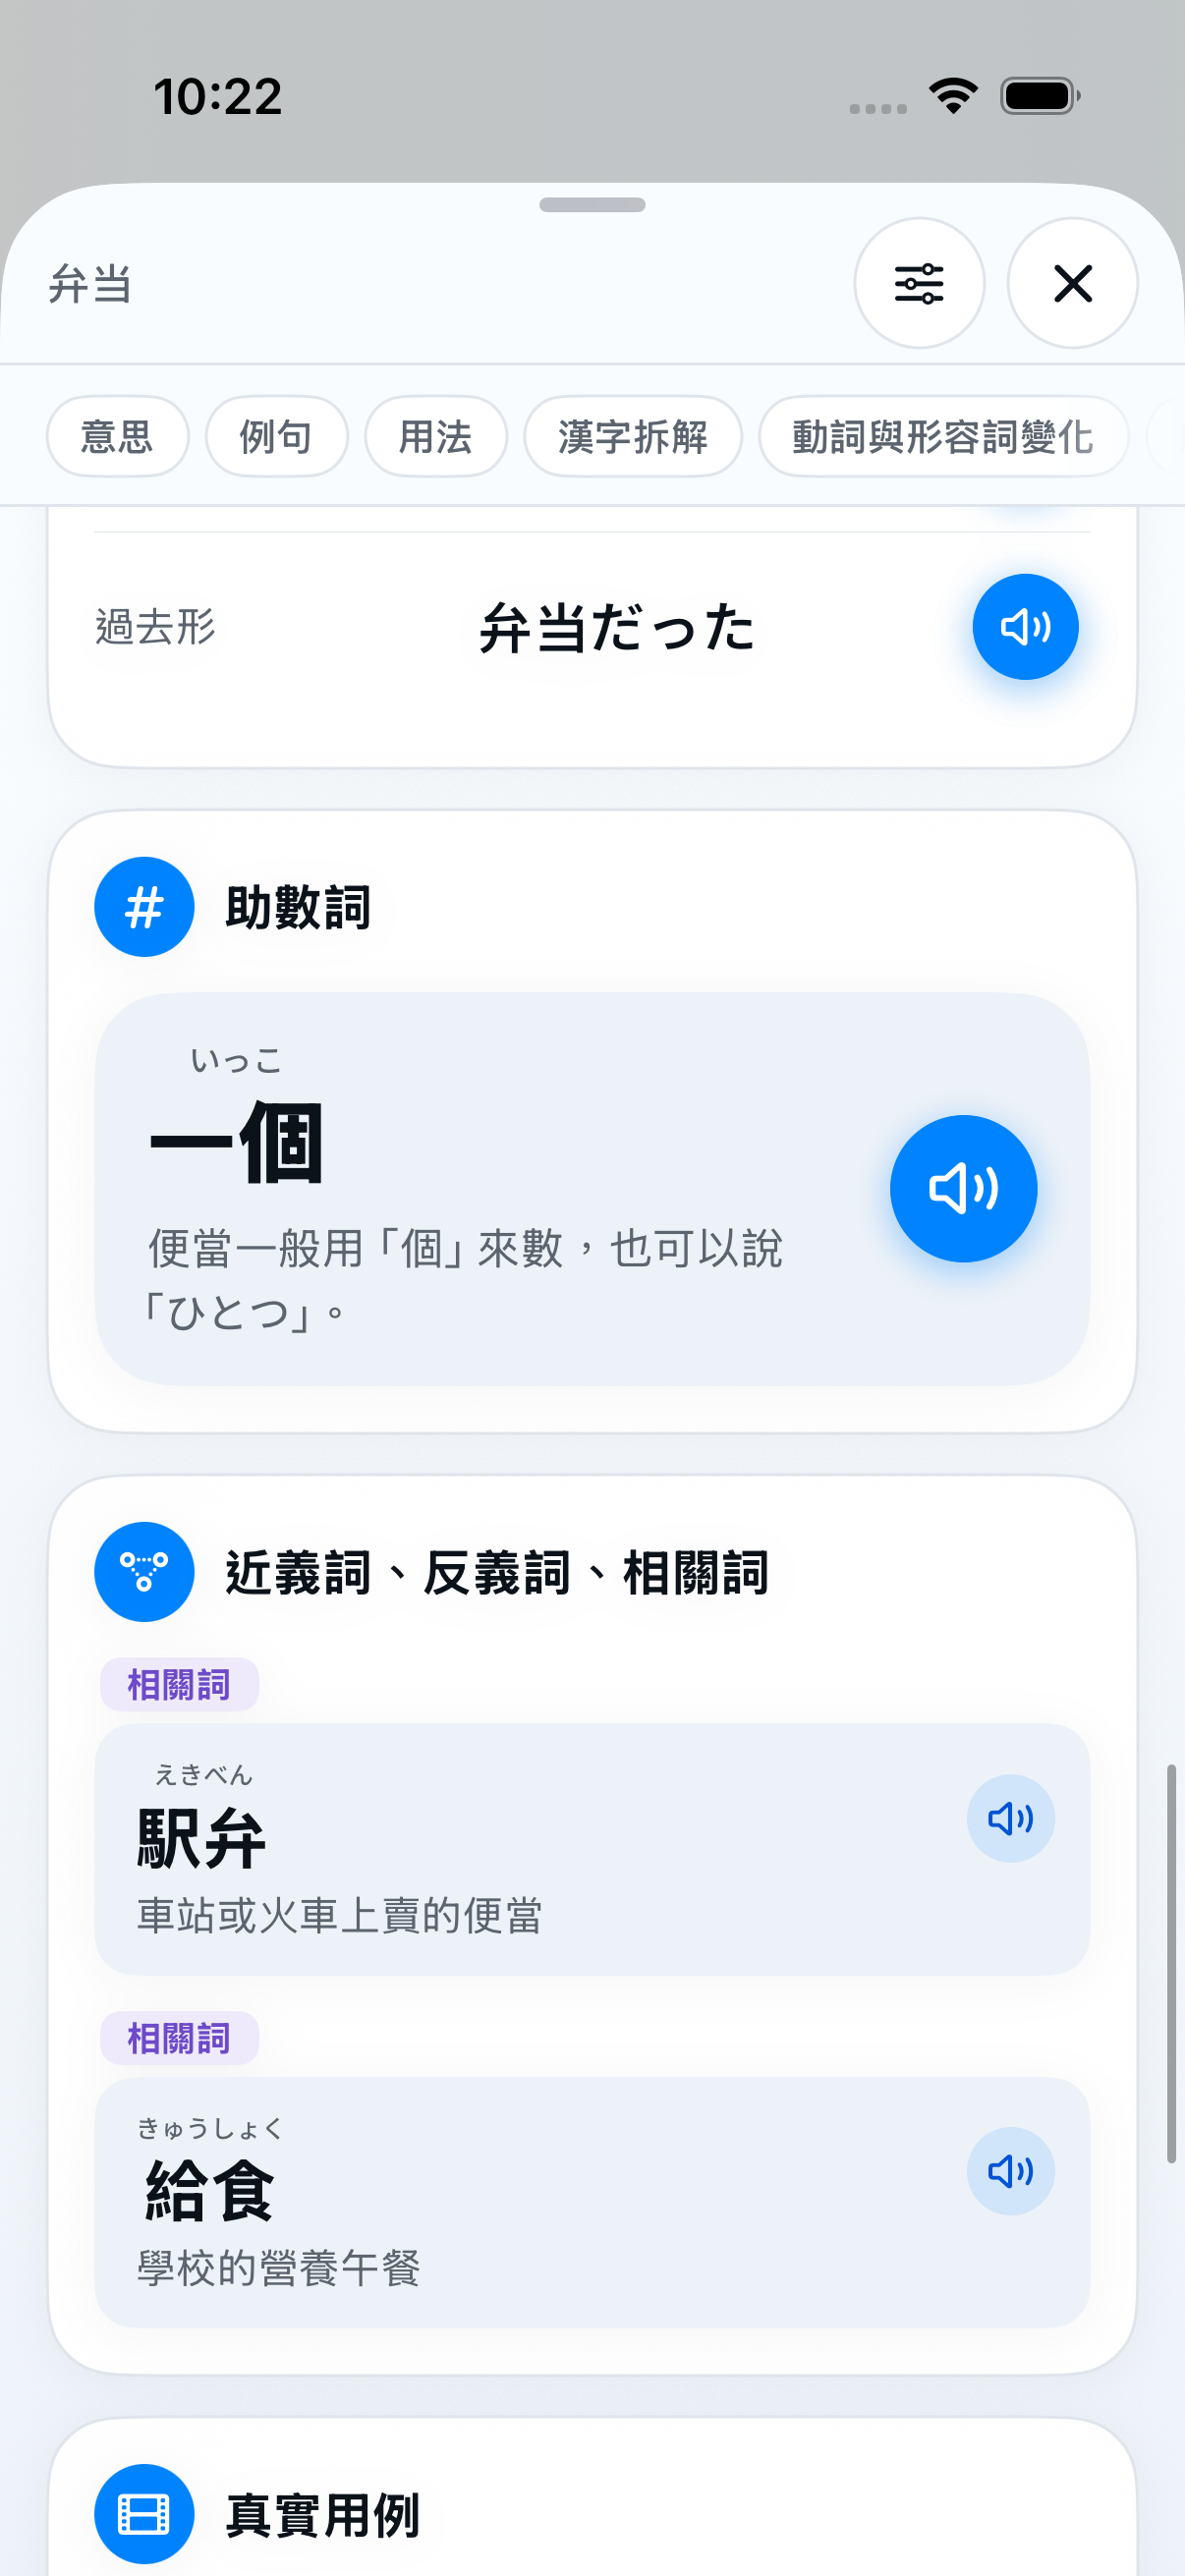 10:22
弁当
意思
例句
用法
漢字拆解
動詞與形容詞變化
過去形
弁当だった
助數詞
いっこ
一個
便當一般用「個」來數，也可以說
「ひとつ」。
近義詞、反義詞、相關詞
相關詞
えきべん
駅弁
車站或火車上賣的便當
相關詞
きゅうしょく
給食
學校的營養午餐
真實用例